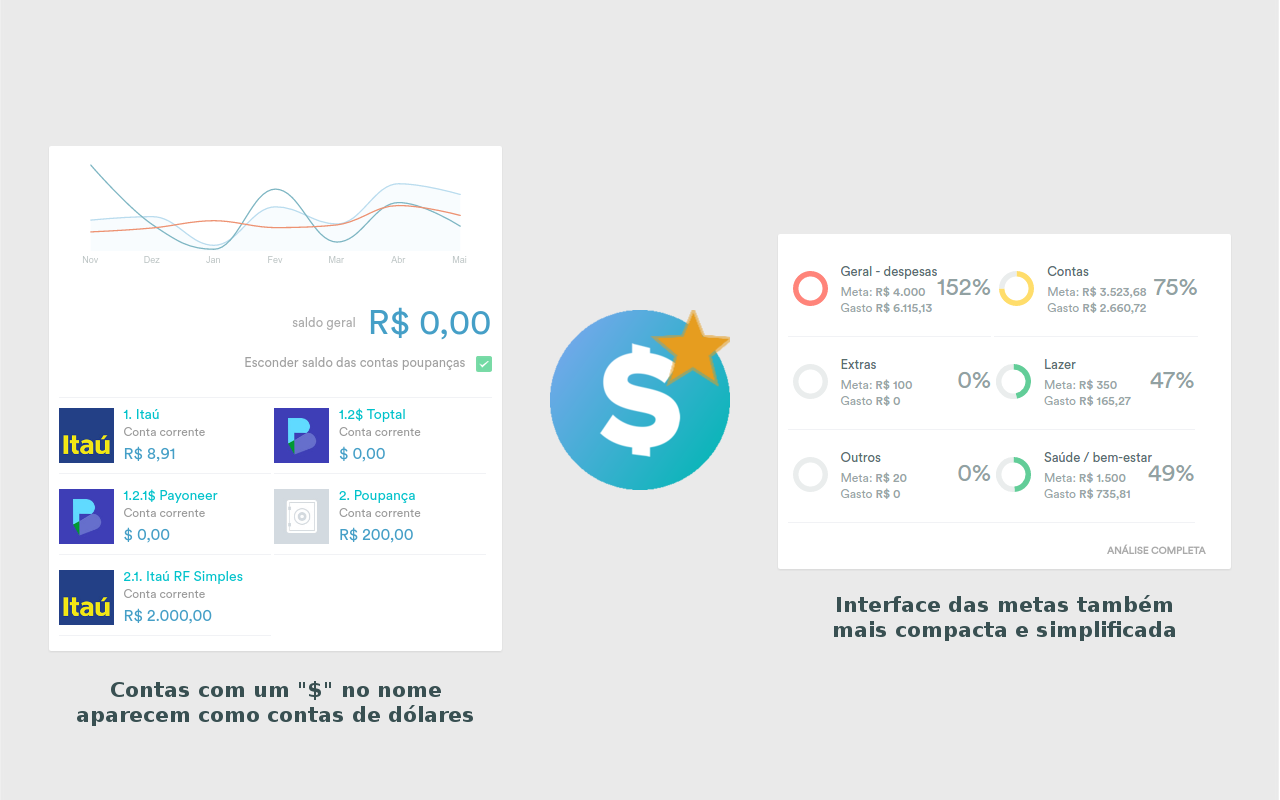 Nov Dez Jan Fev Mar Abr Mai
saldo geral R$ 0,00
Esconder saldo das contas poupanças
Itaú
1. Itaú
Conta corrente
R$ 8,91
1.2$ Toptal
Conta corrente
$ 0,00
1.2.1$ Payoneer
Conta corrente
$ 0,00
2. Poupança
Conta corrente
R$ 200,00
Itaú
2.1. Itaú RF Simples
Conta corrente
R$ 2.000,00
Contas com um "$" no nome
aparecem como contas de dólares
$
Geral - despesas
Meta: R$ 4.000
Gasto R$ 6.115,13
152%
Contas
Meta: R$ 3.523,68
Gasto R$ 2.660,72
75%
Extras
Meta: R$ 100
Gasto R$ 0
0%
Lazer
Meta: R$ 350
Gasto R$ 165,27
47%
Outros
Meta: R$ 20
Gasto R$ 0
0%
Saúde / bem-estar
Meta: R$ 1.500
Gasto R$ 735,81
49%
ANÁLISE COMPLETA
Interface das metas também
mais compacta e simplificada